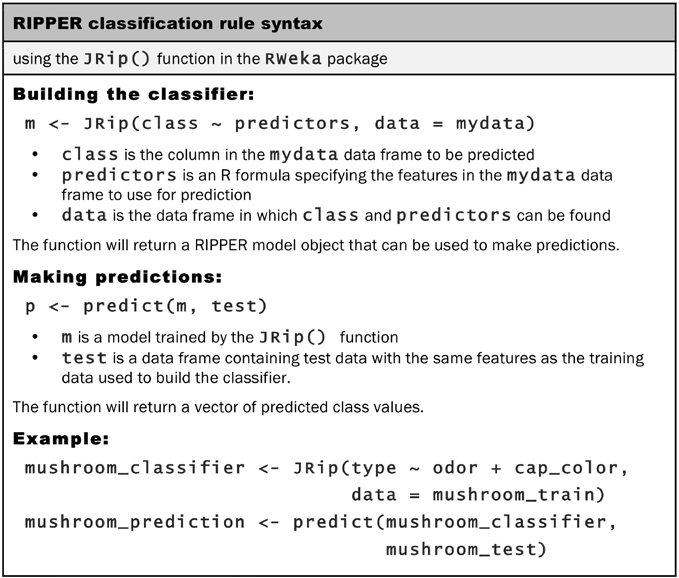 RIPPER classification rule syntax
using the JRip() function in the RWeka package
Building the classifier:
m <- JRip(class ~ predictors, data = mydata)
• class is the column in the mydata data frame to be predicted
• predictors is an R formula specifying the features in the mydata data
frame to use for prediction
• data is the data frame in which class and predictors can be found
The function will return a RIPPER model object that can be used to make predictions.
Making predictions:
p <- predict(m, test)
• m is a model trained by the JRip() function
• test is a data frame containing test data with the same features as the training
data used to build the classifier.
The function will return a vector of predicted class values.
Example:
mushroom_classifier <- JRip(type ~ odor + cap_color,
data = mushroom_train)
mushroom_prediction <- predict(mushroom_classifier,
mushroom_test)